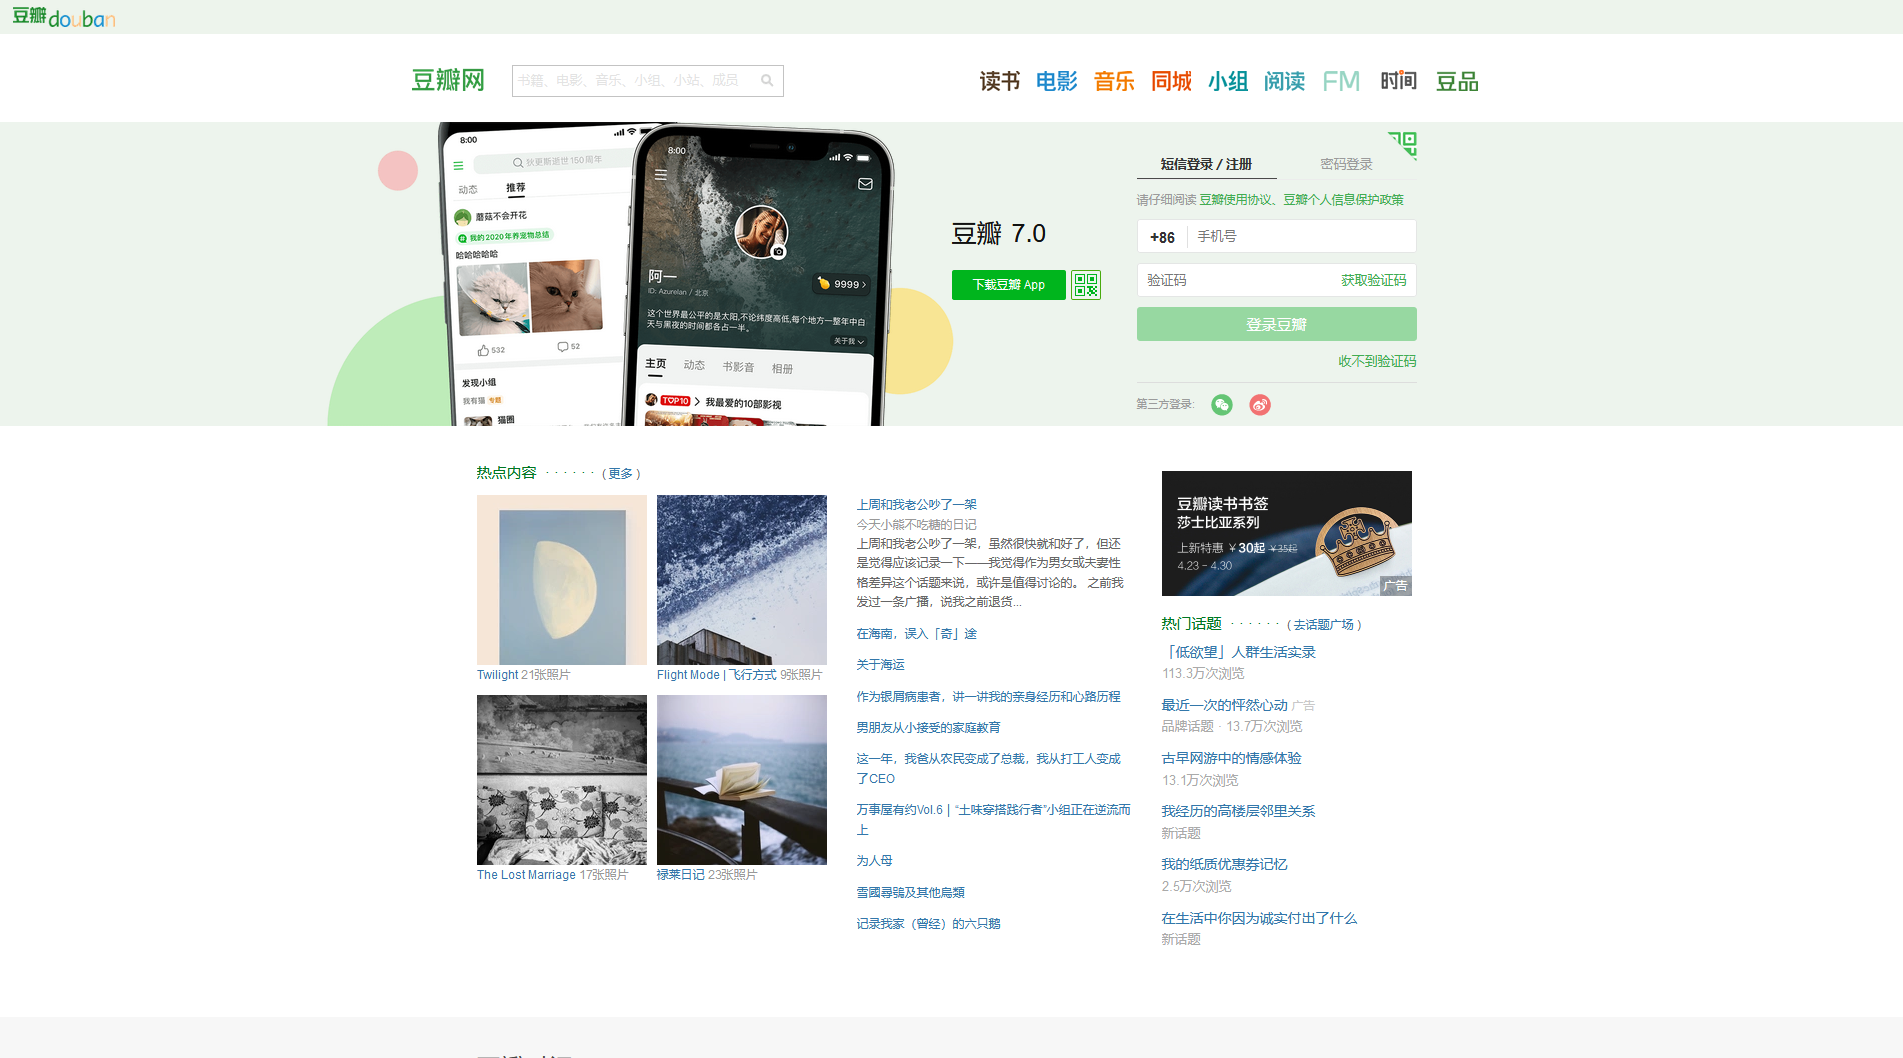 豆瓣douban
豆瓣网
书籍、电影、音乐、小组、小站、成员
读书 电影 音乐 同城 小组 阅读 FM 时间 豆品
8:00
狄更斯逝世150周年
动态 推荐
蘑菇不会开花
我的2020年养宠物总结
哈哈哈哈哈
532 52
发现小组
我有猫 专题
猫圈
8:00
阿一
ID: Azurelan / 北京
9999
这个世界最公平的是太阳,不论纬度高低,每个地方一整年中白
天与黑夜的时间都各占一半。
关于我
主页 动态 书影音 相册
TOP10 我最爱的10部影视
豆瓣 7.0
下载豆瓣 App
短信登录 / 注册 密码登录
请仔细阅读 豆瓣使用协议、豆瓣个人信息保护政策
+86 手机号
验证码 获取验证码
登录豆瓣
收不到验证码
第三方登录:
热点内容 · · · · · · ( 更多 )
Twilight 21张照片
Flight Mode | 飞行方式 9张照片
The Lost Marriage 17张照片
禄莱日记 23张照片
上周和我老公吵了一架
今天小熊不吃糖的日记
上周和我老公吵了一架，虽然很快就和好了，但还
是觉得应该记录一下——我觉得作为男女或夫妻性
格差异这个话题来说，或许是值得讨论的。 之前我
发过一条广播，说我之前退货...
在海南，误入「奇」途
关于海运
作为银屑病患者，讲一讲我的亲身经历和心路历程
男朋友从小接受的家庭教育
这一年，我爸从农民变成了总裁，我从打工人变成
了CEO
万事屋有约Vol.6 | “土味穿搭践行者”小组正在逆流而
上
为人母
雪國尋鴞及其他鳥類
记录我家（曾经）的六只鹅
豆瓣读书书签
莎士比亚系列
上新特惠 ￥30起 ￥35起
4.23 - 4.30
广告
热门话题 · · · · · · ( 去话题广场 )
「低欲望」人群生活实录
113.3万次浏览
最近一次的怦然心动 广告
品牌话题 · 13.7万次浏览
古早网游中的情感体验
13.1万次浏览
我经历的高楼层邻里关系
新话题
我的纸质优惠券记忆
2.5万次浏览
在生活中你因为诚实付出了什么
新话题